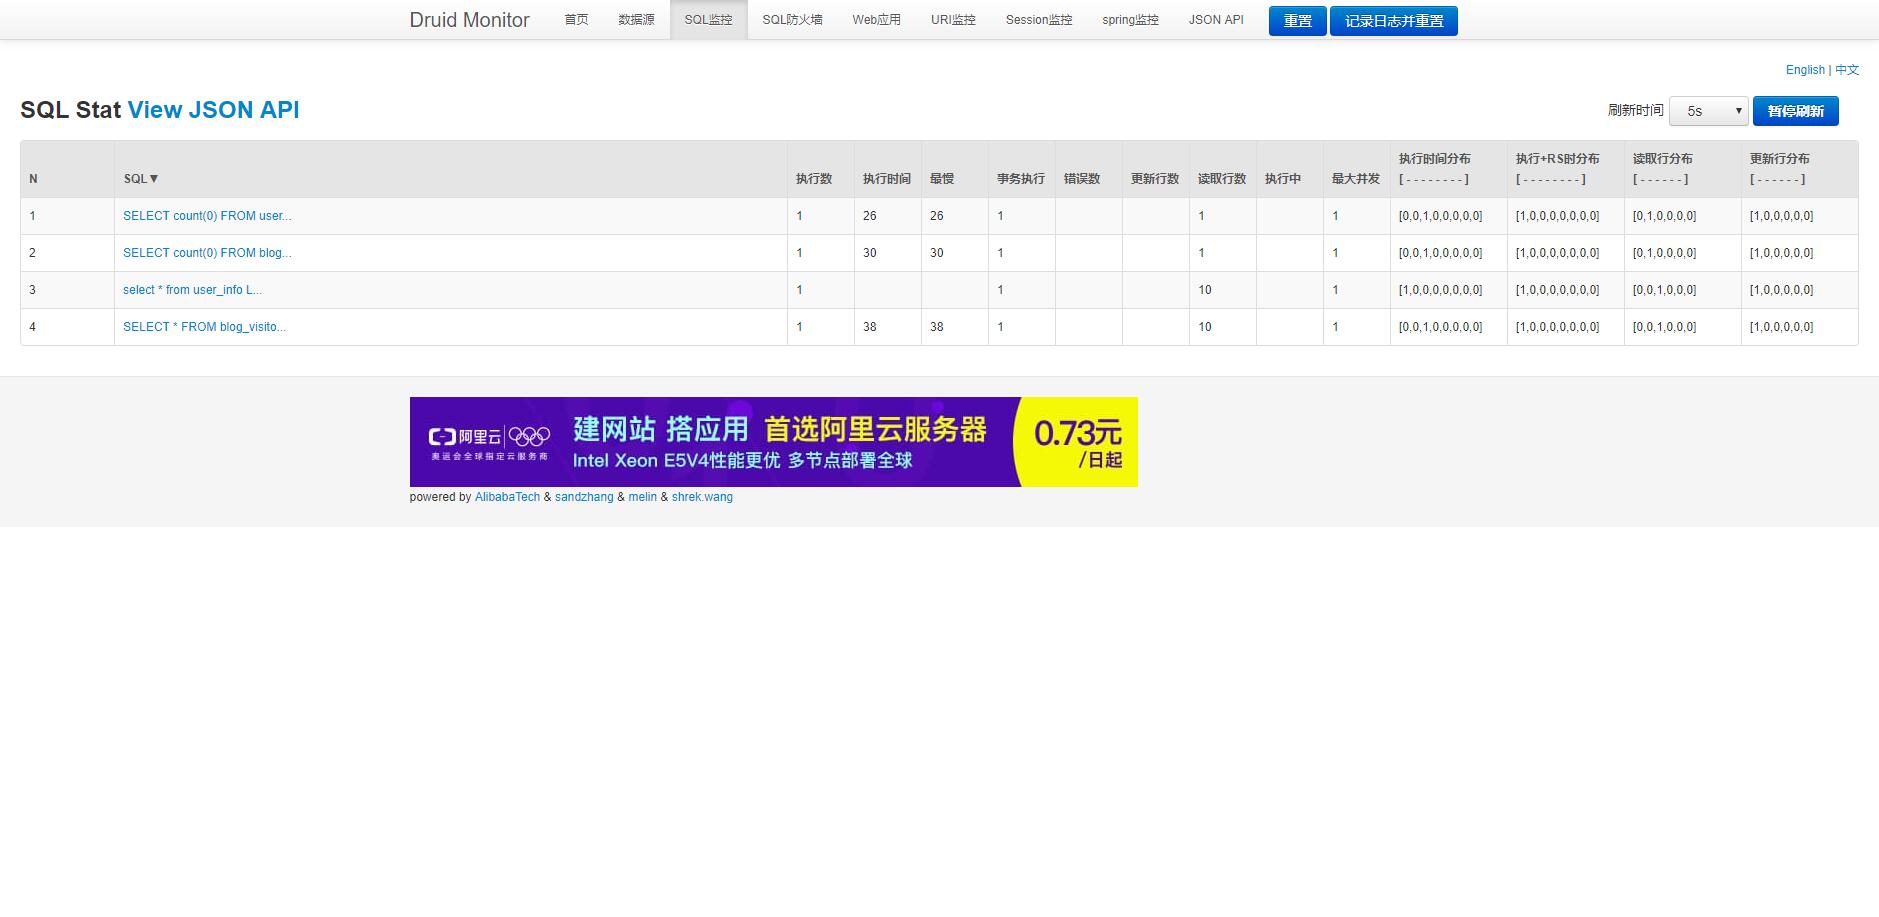 Druid Monitor 首页 数据源 SQL监控 SQL防火墙 Web应用 URI监控 Session监控 spring监控 JSON API 重置 记录日志并重置
English | 中文
SQL Stat View JSON API 刷新时间 5s 暂停刷新
N SQL▼ 执行数 执行时间 最慢 事务执行 错误数 更新行数 读取行数 执行中 最大并发 执行时间分布 [ - - - - - - - - ] 执行+RS时分布 [ - - - - - - - - ] 读取行分布 [ - - - - - - ] 更新行分布 [ - - - - - - ]
1 SELECT count(0) FROM user... 1 26 26 1 1 1 [0,0,1,0,0,0,0,0] [1,0,0,0,0,0,0,0] [0,1,0,0,0,0] [1,0,0,0,0,0]
2 SELECT count(0) FROM blog... 1 30 30 1 1 1 [0,0,1,0,0,0,0,0] [1,0,0,0,0,0,0,0] [0,1,0,0,0,0] [1,0,0,0,0,0]
3 select * from user_info L... 1 1 10 1 [1,0,0,0,0,0,0,0] [1,0,0,0,0,0,0,0] [0,0,1,0,0,0] [1,0,0,0,0,0]
4 SELECT * FROM blog_visito... 1 38 38 1 10 1 [0,0,1,0,0,0,0,0] [1,0,0,0,0,0,0,0] [0,0,1,0,0,0] [1,0,0,0,0,0]
阿里云
奥运会全球指定云服务商
建网站 搭应用 首选阿里云服务器
Intel Xeon E5V4性能更优 多节点部署全球
0.73元
/日起
powered by AlibabaTech & sandzhang & melin & shrek.wang